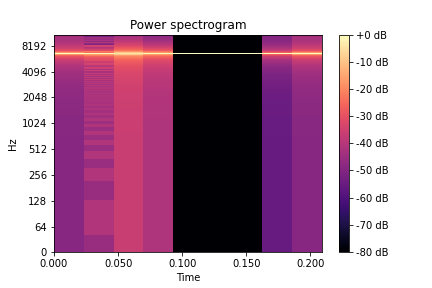 Power spectrogram
8192
4096
2048
1024
512
256
128
64
0
Hz
0.000 0.050 0.100 0.150 0.200
Time
+0 dB
-10 dB
-20 dB
-30 dB
-40 dB
-50 dB
-60 dB
-70 dB
-80 dB